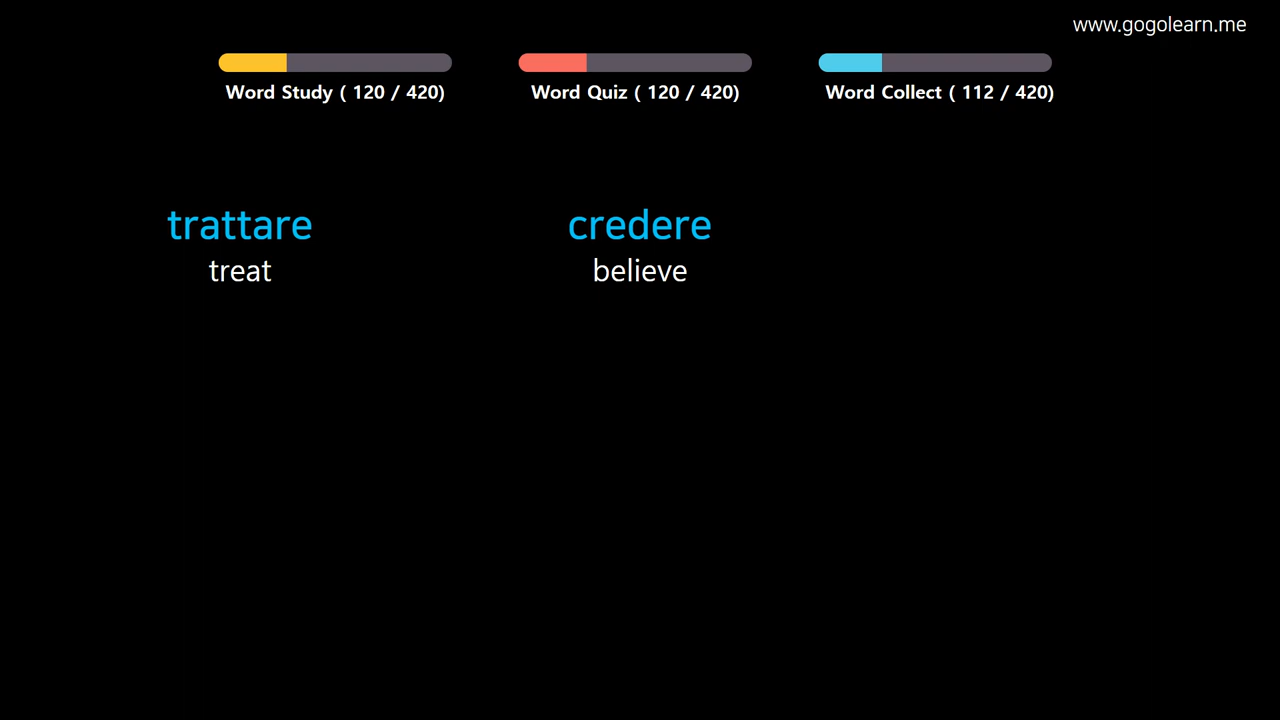 www.gogolearn.me
Word Study ( 120 / 420)
Word Quiz ( 120 / 420)
Word Collect ( 112 / 420)
trattare
treat
credere
believe